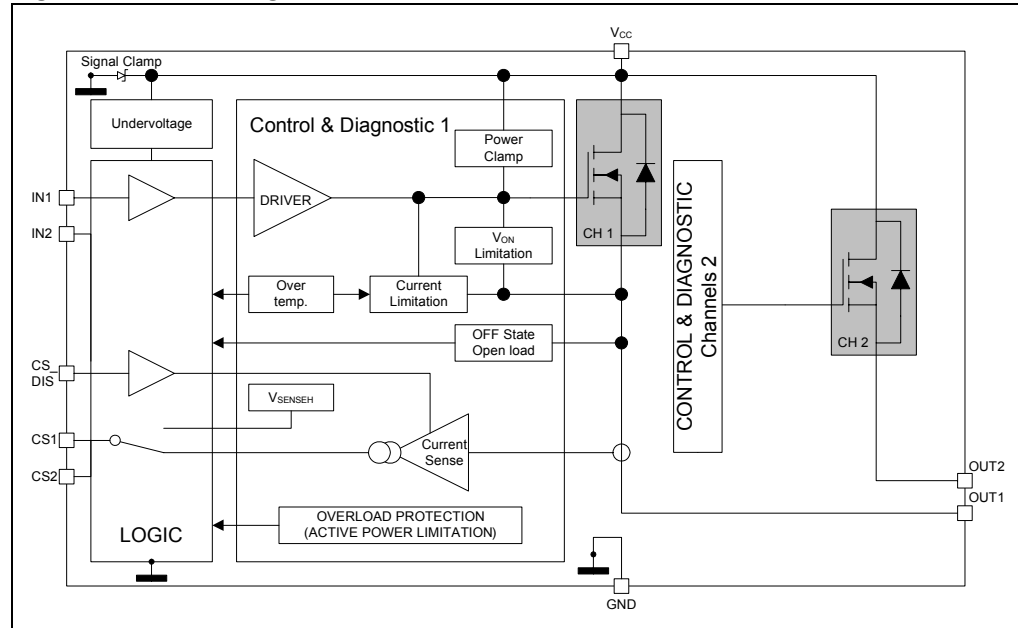 Vcc
Signal Clamp
Undervoltage
Control & Diagnostic 1
Power
Clamp
IN1
DRIVER
IN2
VON
Limitation
CH 1
Over
temp.
Current
Limitation
CONTROL & DIAGNOSTIC
Channels 2
CH 2
OFF State
Open load
CS_
DIS
VSENSEH
CS1
Current
Sense
CS2
OUT2
OUT1
OVERLOAD PROTECTION
(ACTIVE POWER LIMITATION)
LOGIC
GND